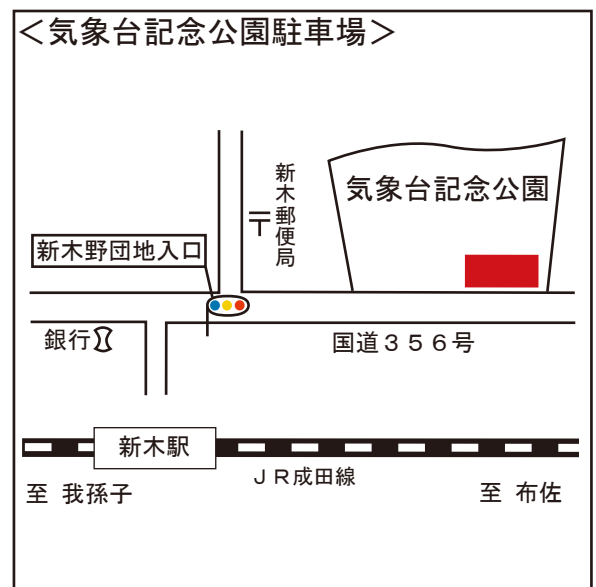 ＜気象台記念公園駐車場＞
新木郵便局
〒
気象台記念公園
新木野団地入口
銀行
国道３５６号
新木駅
ＪＲ成田線
至 我孫子
至 布佐